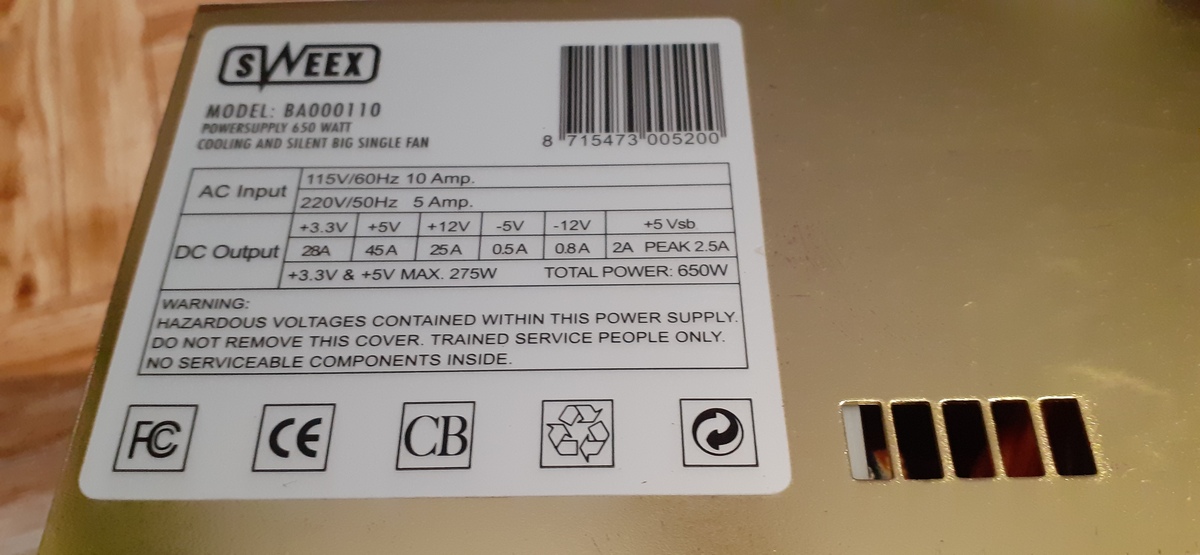 SWEEX
MODEL: BA000110
POWERSUPPLY 650 WATT
COOLING AND SILENT BIG SINGLE FAN
8 715473 005200
AC Input
115V/60Hz 10 Amp.
220V/50Hz 5 Amp.
DC Output
+3.3V +5V +12V -5V -12V +5 Vsb
28A 45A 25A 0.5A 0.8A 2A PEAK 2.5A
+3.3V & +5V MAX. 275W TOTAL POWER: 650W
WARNING:
HAZARDOUS VOLTAGES CONTAINED WITHIN THIS POWER SUPPLY.
DO NOT REMOVE THIS COVER. TRAINED SERVICE PEOPLE ONLY.
NO SERVICEABLE COMPONENTS INSIDE.
FC CE CB